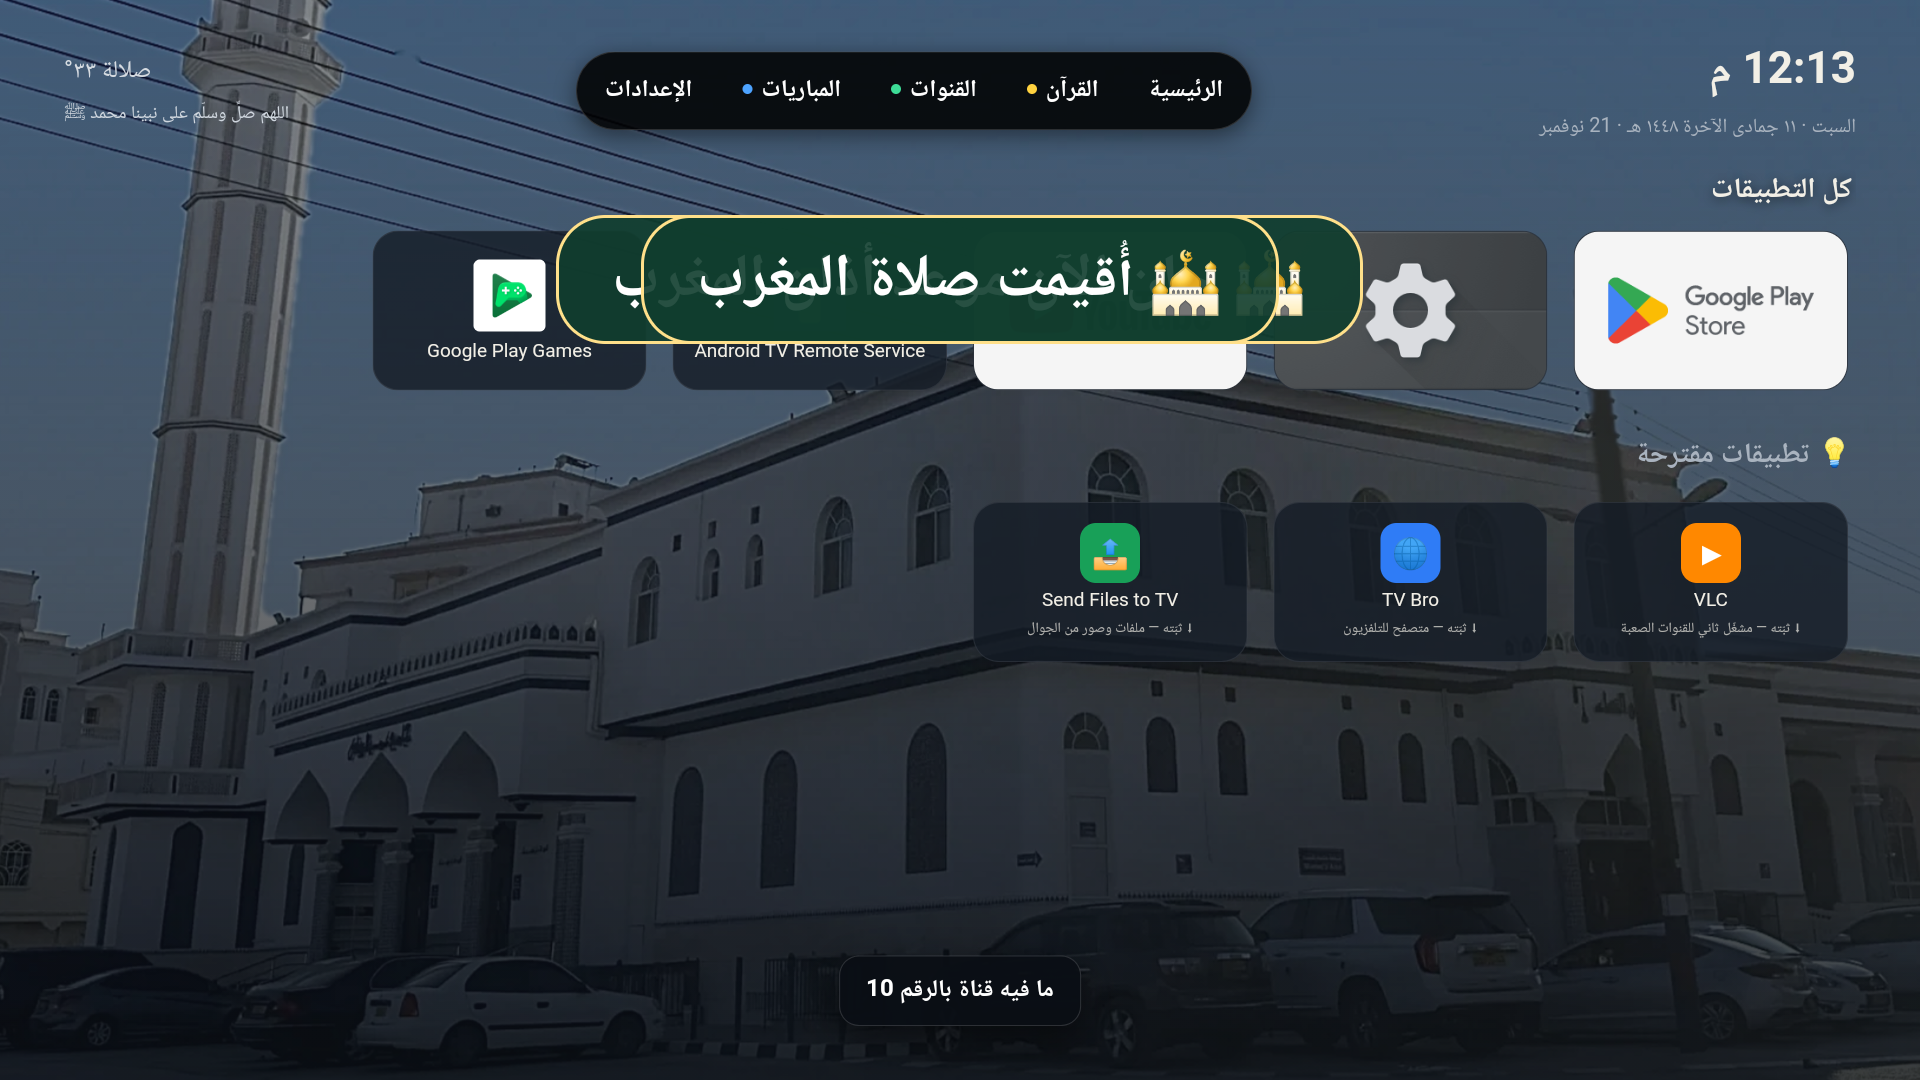 12:13 م
السبت · ١١ جمادى الآخرة ١٤٤٨ هـ · 21 نوفمبر
الرئيسية
القرآن
القنوات
المباريات
الإعدادات
صلالة ٣٣°
اللهم صلّ وسلّم على نبينا محمد ﷺ
كل التطبيقات
🕌 أقيمت صلاة المغرب
Google Play
Store
Android TV Remote Service
Google Play Games
💡 تطبيقات مقترحة
VLC
⬇ ثبّته — مشغّل ثاني للقنوات الصعبة
TV Bro
⬇ ثبّته — متصفح للتلفزيون
Send Files to TV
⬇ ثبّته — ملفات وصور من الجوال
ما فيه قناة بالرقم 10